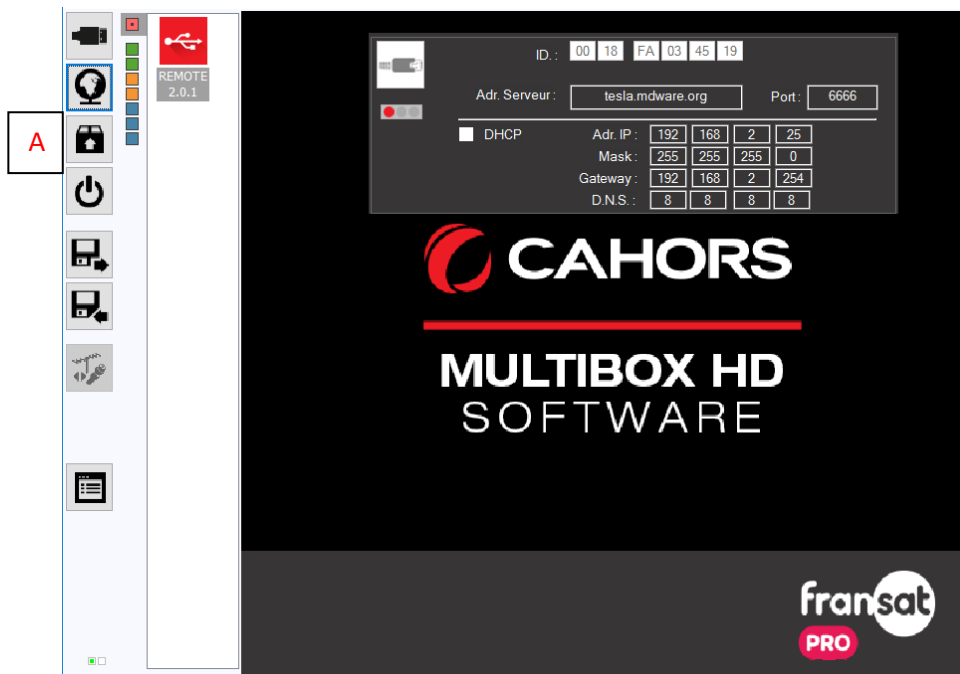 A
REMOTE
2.0.1
ID. : 00 18 FA 03 45 19
Adr. Serveur : tesla.mdware.org Port : 6666
DHCP Adr. IP : 192 168 2 25
Mask : 255 255 255 0
Gateway : 192 168 2 254
D.N.S. : 8 8 8 8
CAHORS
MULTIBOX HD
SOFTWARE
fransat
PRO